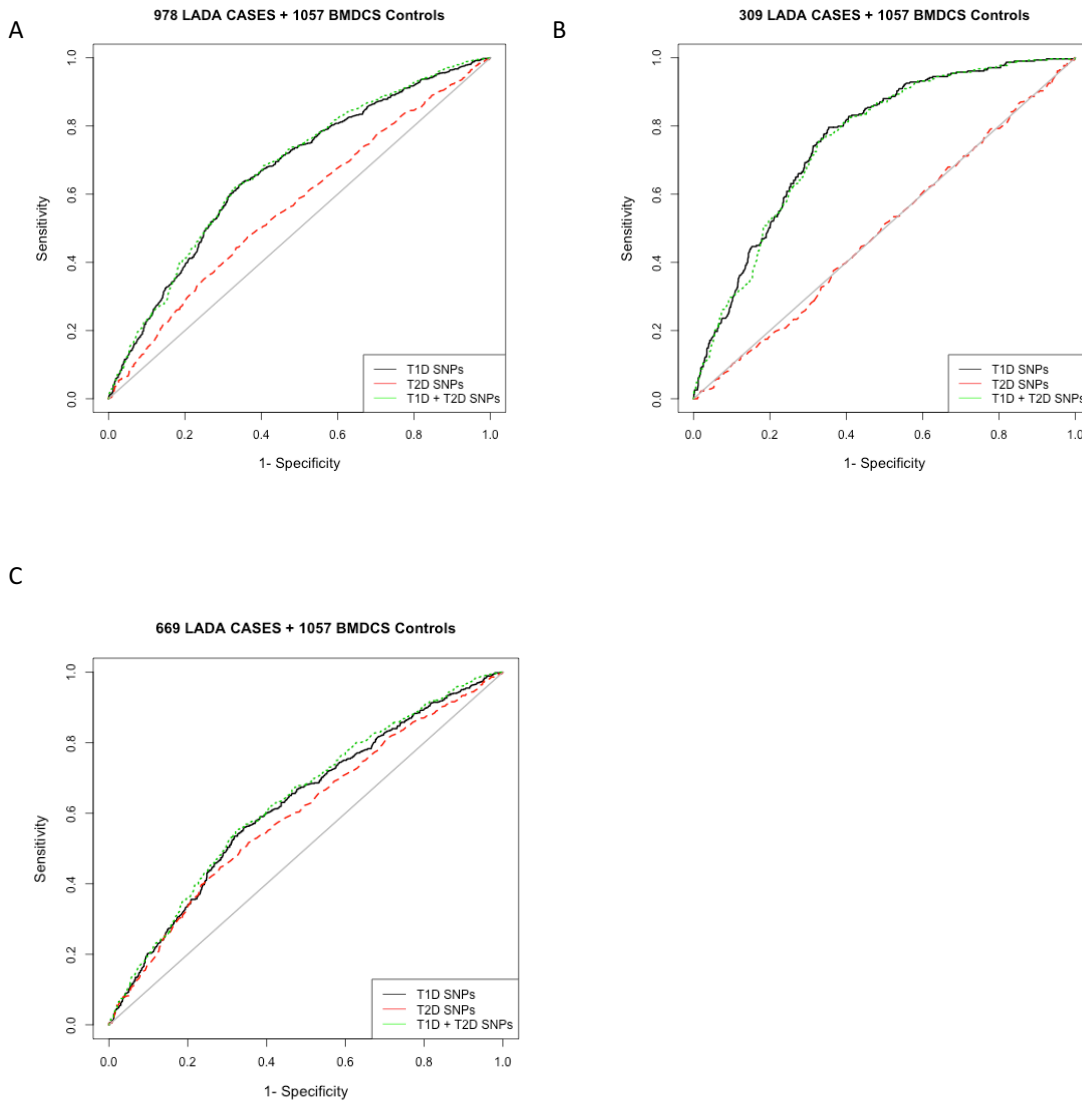 A
978 LADA CASES + 1057 BMDCS Controls
Sensitivity
1.0
0.8
0.6
0.4
0.2
0.0
T1D SNPs
T2D SNPs
T1D + T2D SNPs
0.0 0.2 0.4 0.6 0.8 1.0
1- Specificity
B
309 LADA CASES + 1057 BMDCS Controls
Sensitivity
1.0
0.8
0.6
0.4
0.2
0.0
T1D SNPs
T2D SNPs
T1D + T2D SNPs
0.0 0.2 0.4 0.6 0.8 1.0
1- Specificity
C
669 LADA CASES + 1057 BMDCS Controls
Sensitivity
1.0
0.8
0.6
0.4
0.2
0.0
T1D SNPs
T2D SNPs
T1D + T2D SNPs
0.0 0.2 0.4 0.6 0.8 1.0
1- Specificity